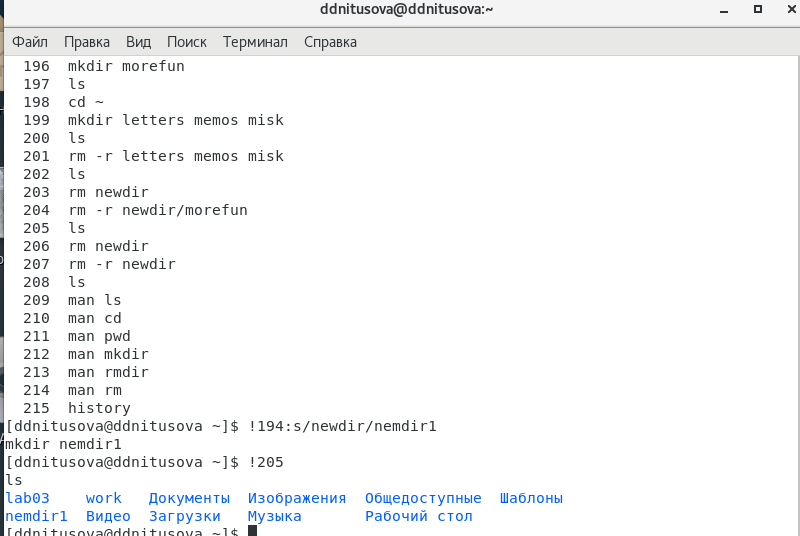 ddnitusova@ddnitusova:~
Файл Правка Вид Поиск Терминал Справка
196 mkdir morefun
197 ls
198 cd ~
199 mkdir letters memos misk
200 ls
201 rm -r letters memos misk
202 ls
203 rm newdir
204 rm -r newdir/morefun
205 ls
206 rm newdir
207 rm -r newdir
208 ls
209 man ls
210 man cd
211 man pwd
212 man mkdir
213 man rmdir
214 man rm
215 history
[ddnitusova@ddnitusova ~]$ !194:s/newdir/nemdir1
mkdir nemdir1
[ddnitusova@ddnitusova ~]$ !205
ls
lab03 work Документы Изображения Общедоступные Шаблоны
nemdir1 Видео Загрузки Музыка Рабочий стол
[ddnitusova@ddnitusova ~]$